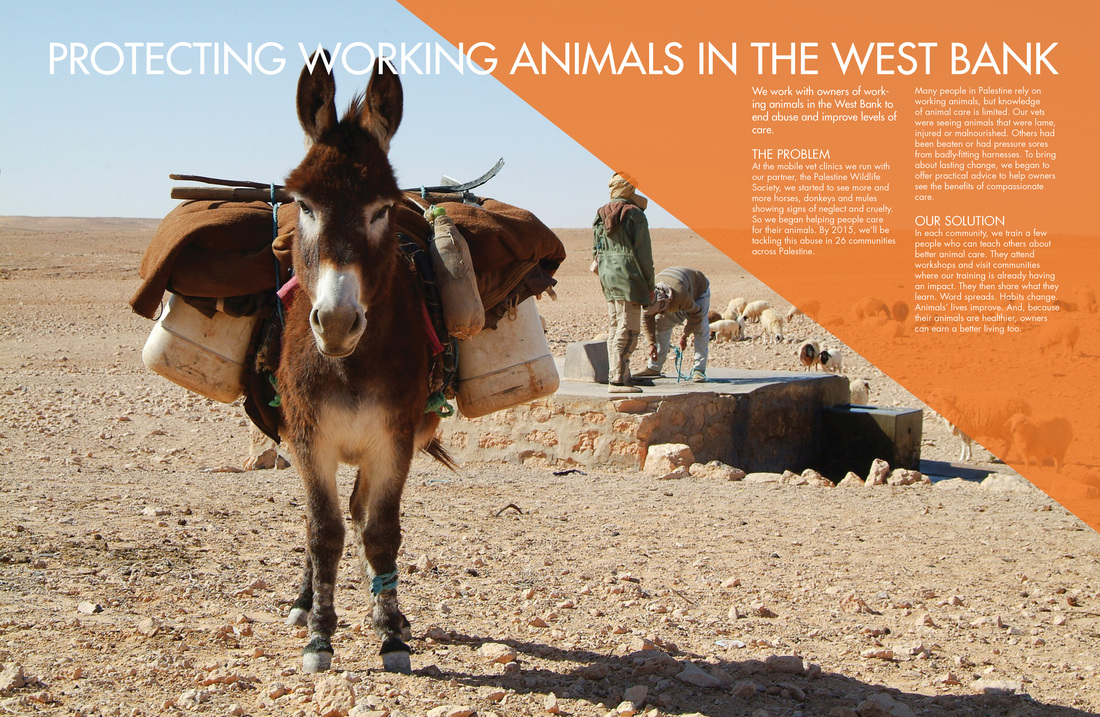 PROTECTING WORKING ANIMALS IN THE WEST BANK
We work with owners of work-
ing animals in the West Bank to
end abuse and improve levels of
care.
THE PROBLEM
At the mobile vet clinics we run with
our partner, the Palestine Wildlife
Society, we started to see more and
more horses, donkeys and mules
showing signs of neglect and cruelty.
So we began helping people care
for their animals. By 2015, we'll be
tackling this abuse in 26 communities
across Palestine.
Many people in Palestine rely on
working animals, but knowledge
of animal care is limited. Our vets
were seeing animals that were lame,
injured or malnourished. Others had
been beaten or had pressure sores
from badly-fitting harnesses. To bring
about lasting change, we began to
offer practical advice to help owners
see the benefits of compassionate
care.
OUR SOLUTION
In each community, we train a few
people who can teach others about
better animal care. They attend
workshops and visit communities
where our training is already having
an impact. They then share what they
learn. Word spreads. Habits change.
Animals' lives improve. And, because
their animals are healthier, owners
can earn a better living too.